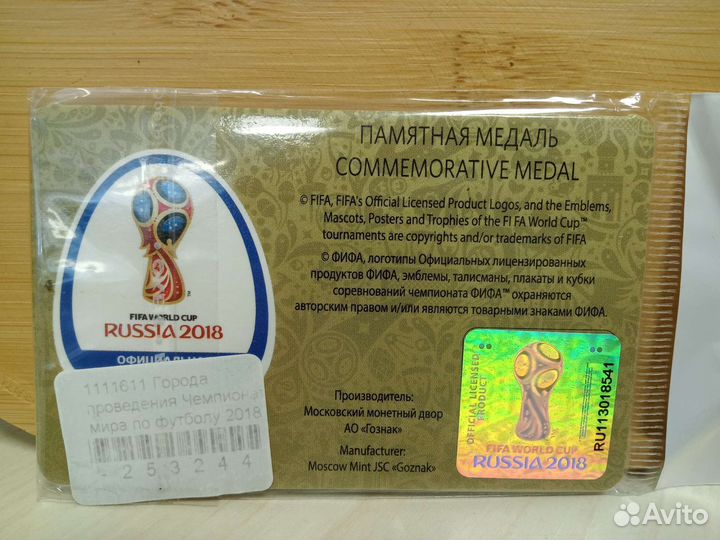 ПАМЯТНАЯ МЕДАЛЬ
COMMEMORATIVE MEDAL
© FIFA, FIFA's Official Licensed Product Logos, and the Emblems,
Mascots, Posters and Trophies of the FI FA World Cup™
tournaments are copyrights and/or trademarks of FIFA
© ФИФА, логотипы Официальных лицензированных
продуктов ФИФА, эмблемы, талисманы, плакаты и кубки
соревнований чемпионата ФИФА™ охраняются
авторским правом и/или являются товарными знаками ФИФА.
FIFA WORLD CUP
RUSSIA 2018
1111611 Города
проведения Чемпионат
мира по футболу 2018
253244
Производитель:
Московский монетный двор
АО «Гознак»
Manufacturer:
Moscow Mint JSC «Goznak»
OFFICIAL LICENSED
PRODUCT
FIFA WORLD CUP
RUSSIA 2018
RU113018541
Avito